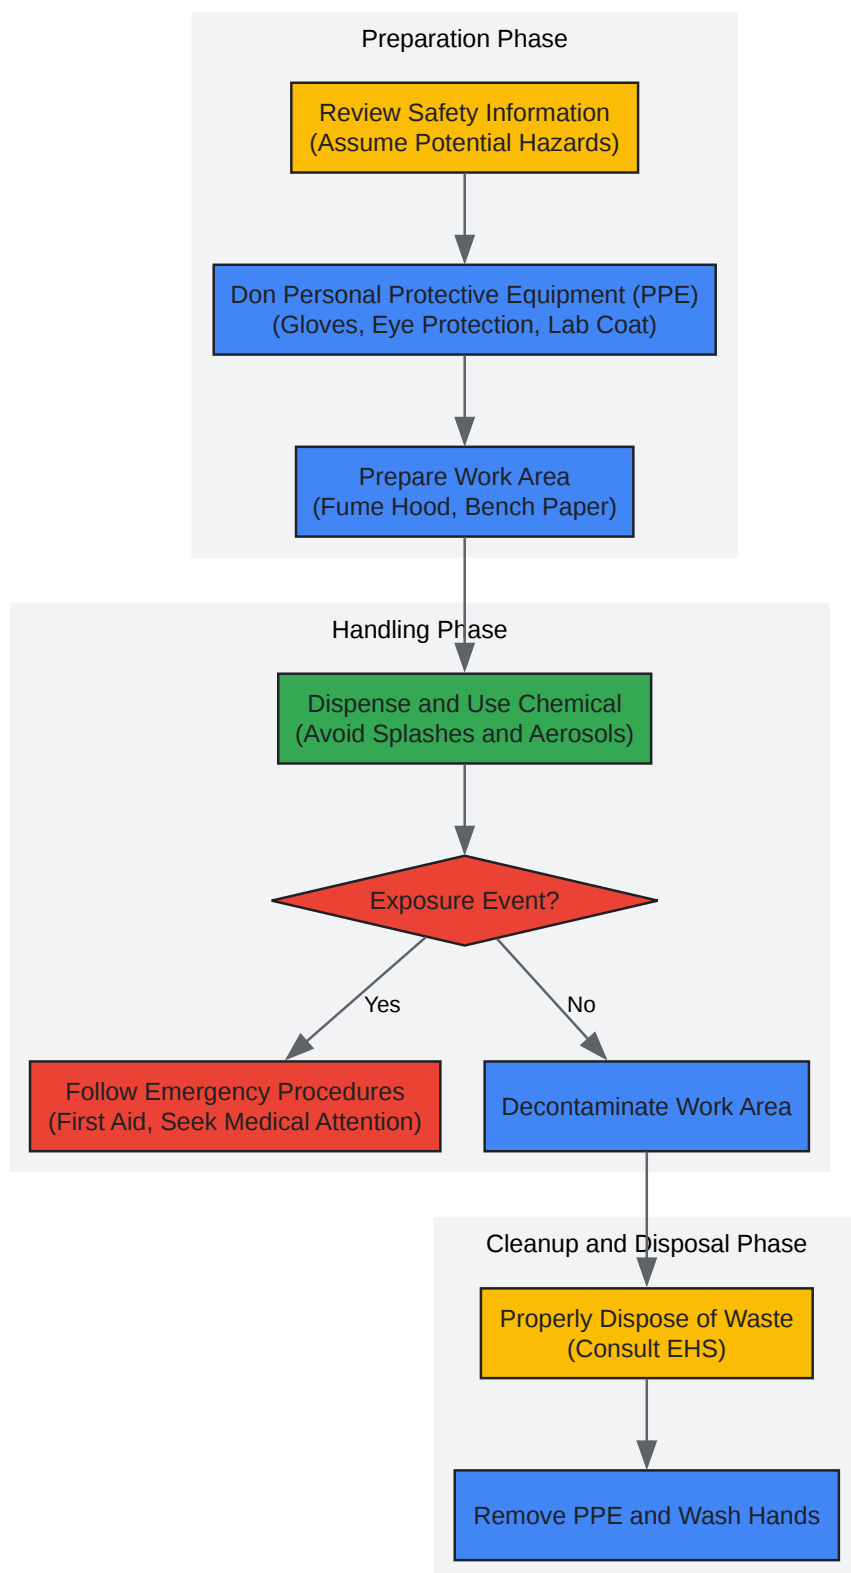 Preparation Phase
Review Safety Information
(Assume Potential Hazards)
Don Personal Protective Equipment (PPE)
(Gloves, Eye Protection, Lab Coat)
Prepare Work Area
(Fume Hood, Bench Paper)
Handling Phase
Dispense and Use Chemical
(Avoid Splashes and Aerosols)
Exposure Event?
Yes
No
Follow Emergency Procedures
(First Aid, Seek Medical Attention)
Decontaminate Work Area
Cleanup and Disposal Phase
Properly Dispose of Waste
(Consult EHS)
Remove PPE and Wash Hands